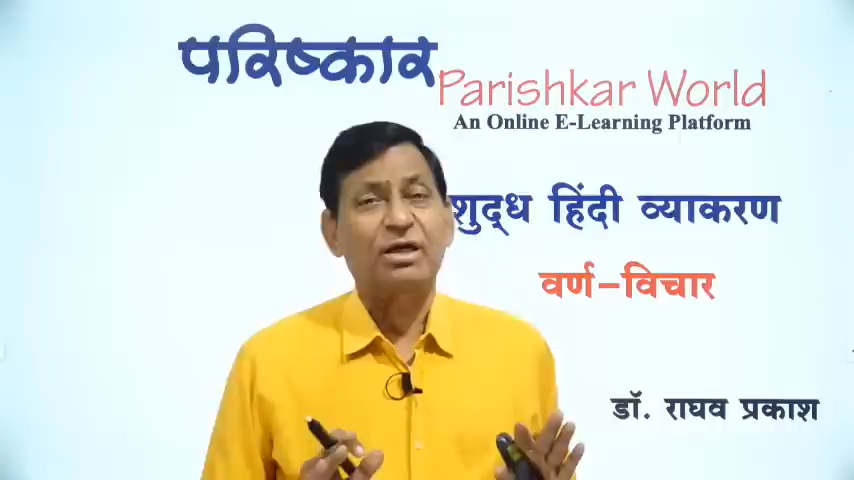 परिष्कार
Parishkar World
An Online E-Learning Platform
शुद्ध हिंदी व्याकरण
वर्ण-विचार
डॉ. राघव प्रकाश